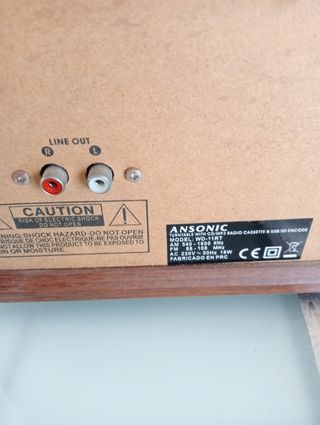 LINE OUT
R L
CAUTION
RISK OF ELECTRIC SHOCK
DO NOT OPEN
NING-SHOCK HAZARD-DO NOT OPEN
RISQUE DE CHOC ELECTRIQUE-NE PAS OUVRIR
NOT ALLOW THIS PRODUCT TO BE EXPOSED TO
N OR MOISTURE
ANSONIC
TURNTABLE WITH CD/MP3 RADIO CASSETTE & USB/SD ENCODE
MODEL: WD-11RT
AM 540 - 1600 KHz
FM 88 - 108 MHz
AC 230V ~ 50Hz 16W
FABRICADO EN PRC
CE